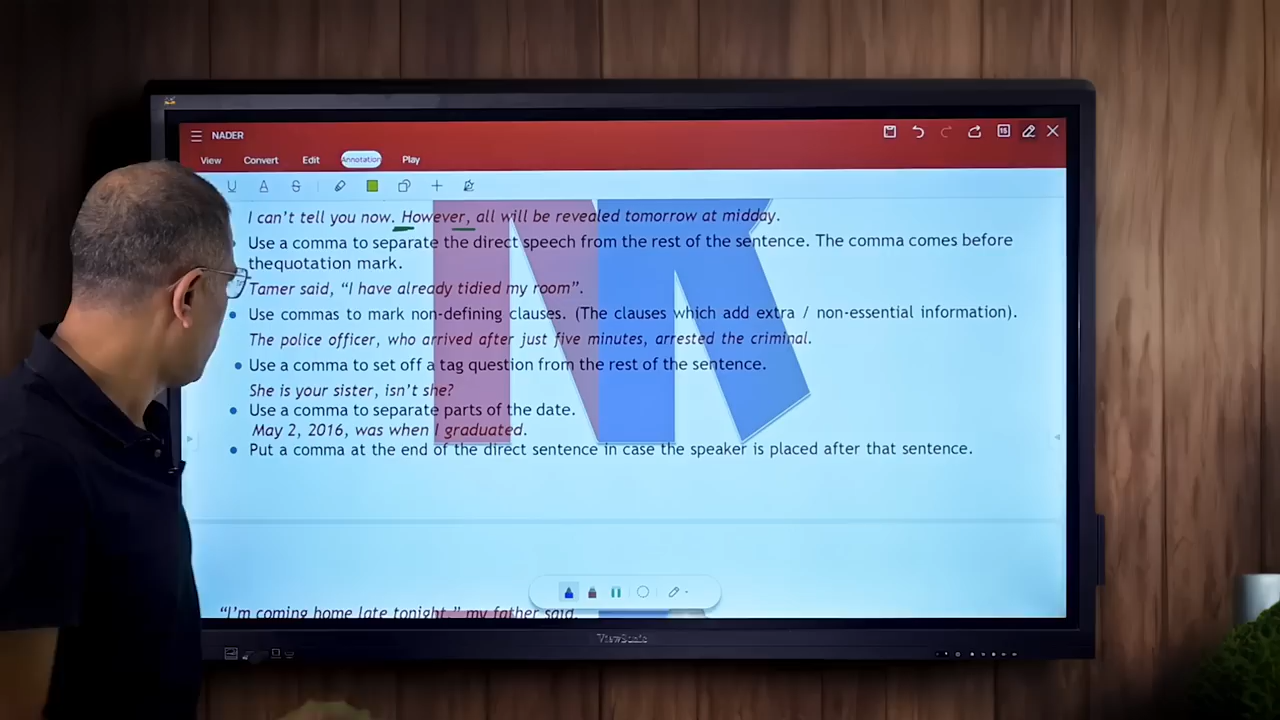 NADER
View Convert Edit Annotation Play
U A S
I can't tell you now. However, all will be revealed tomorrow at midday.
• Use a comma to separate the direct speech from the rest of the sentence. The comma comes before
thequotation mark.
Tamer said, “I have already tidied my room”.
• Use commas to mark non-defining clauses. (The clauses which add extra / non-essential information).
The police officer, who arrived after just five minutes, arrested the criminal.
• Use a comma to set off a tag question from the rest of the sentence.
She is your sister, isn't she?
• Use a comma to separate parts of the date.
May 2, 2016, was when I graduated.
• Put a comma at the end of the direct sentence in case the speaker is placed after that sentence.
“I'm coming home late tonight,” my father said.
ViewSonic